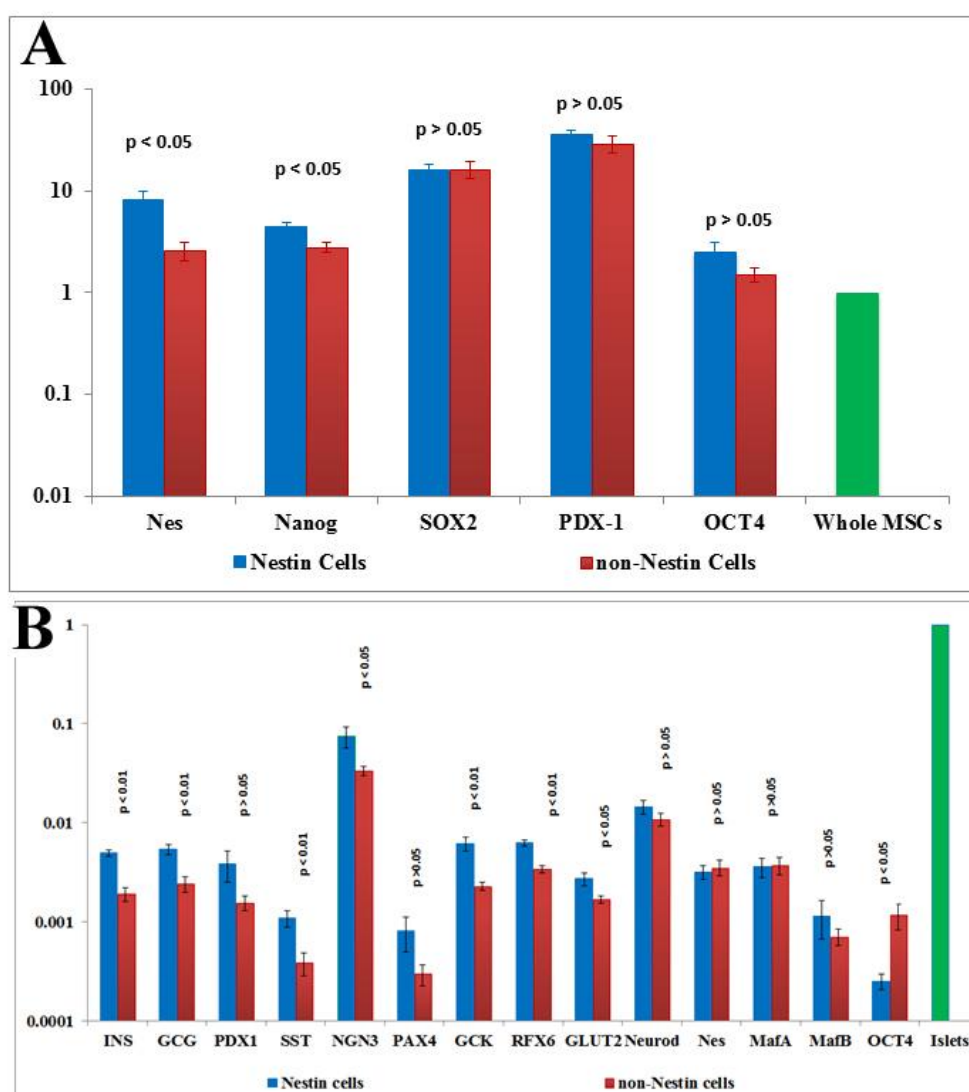 A
100
10
1
0.1
0.01
p < 0.05
p < 0.05
p > 0.05
p > 0.05
p > 0.05
Nes Nanog SOX2 PDX-1 OCT4 Whole MSCs
Nestin Cells non-Nestin Cells
B
1
0.1
0.01
0.001
0.0001
p < 0.01
p < 0.01
p > 0.05
p < 0.01
p < 0.05
p >0.05
p < 0.01
p < 0.01
p < 0.05
p > 0.05
p > 0.05
p >0.05
p >0.05
p < 0.05
INS GCG PDX1 SST NGN3 PAX4 GCK RFX6 GLUT2 Neurod Nes MafA MafB OCT4 Islets
Nestin cells non-Nestin cells